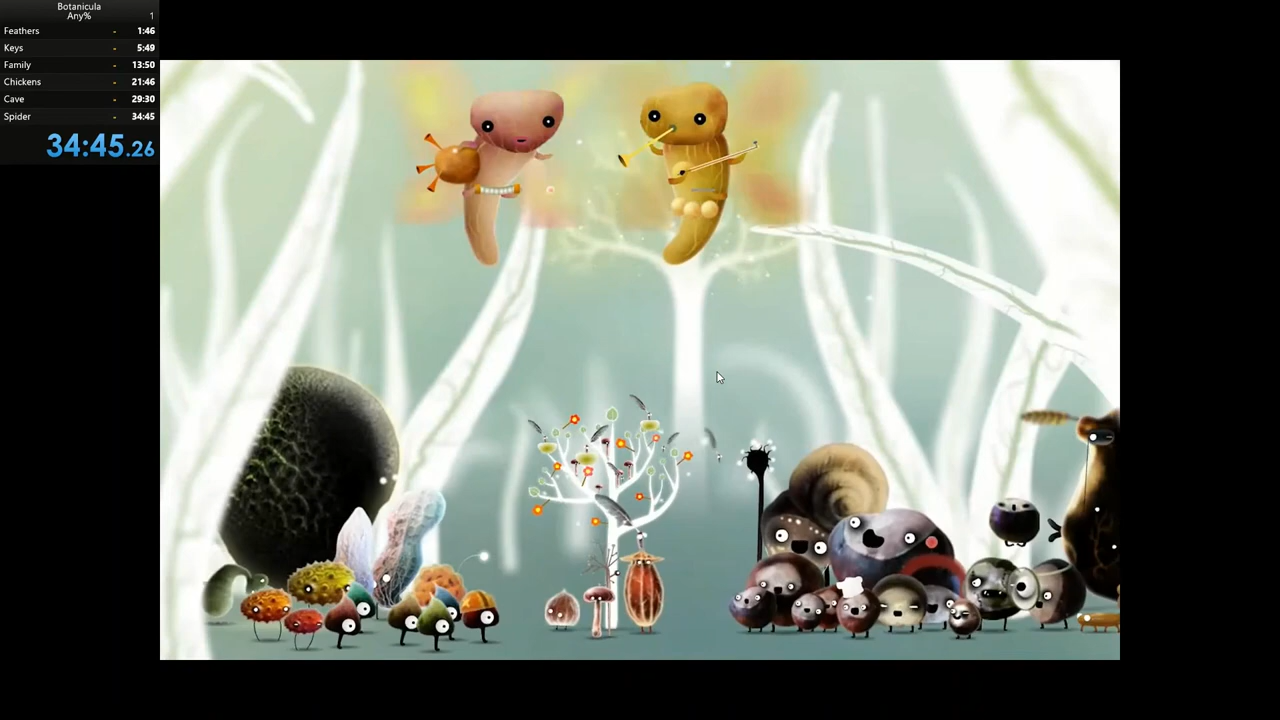 Botanicula
Any%
1
Feathers - 1:46
Keys - 5:49
Family - 13:50
Chickens - 21:46
Cave - 29:30
Spider - 34:45
34:45.26